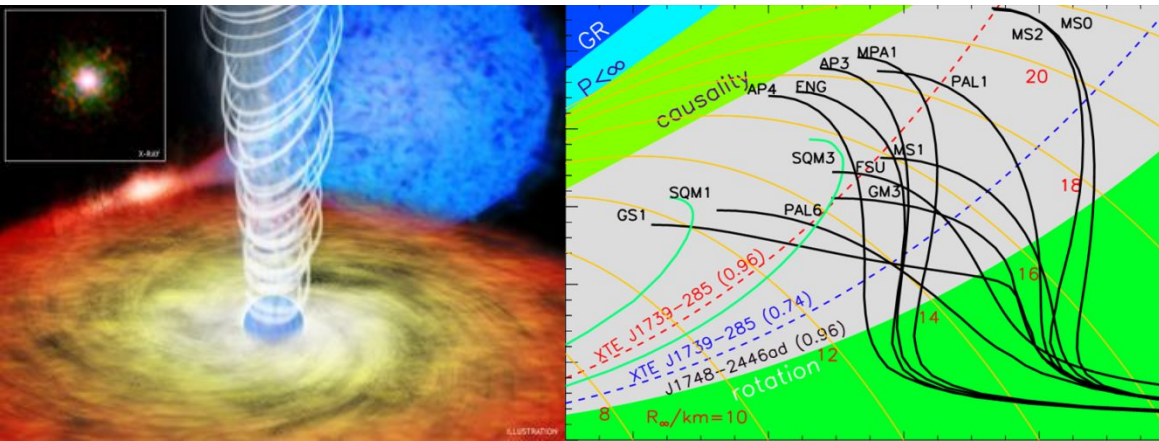 X-RAY
ILLUSTRATION
GR
P<∞
causality
rotation
MS0
MS2
MPA1
AP3
PAL1
ENG
AP4
20
SQM3
MS1
FSU
18
SQM1
GM3
GS1
PAL6
16
XTE J1739-285 (0.96)
14
XTE J1739-285 (0.74)
J1748-2446ad (0.96)
12
8
R∞/km=10